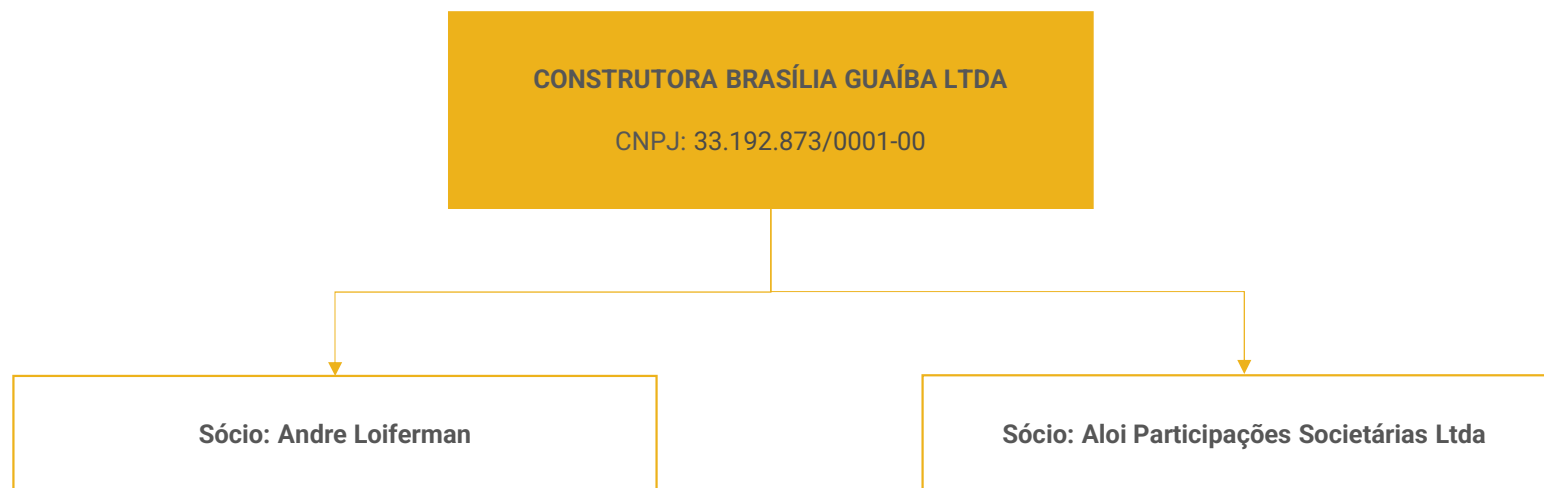 CONSTRUTORA BRASÍLIA GUAÍBA LTDA
CNPJ: 33.192.873/0001-00
Sócio: Andre Loiferman
Sócio: Aloi Participações Societárias Ltda